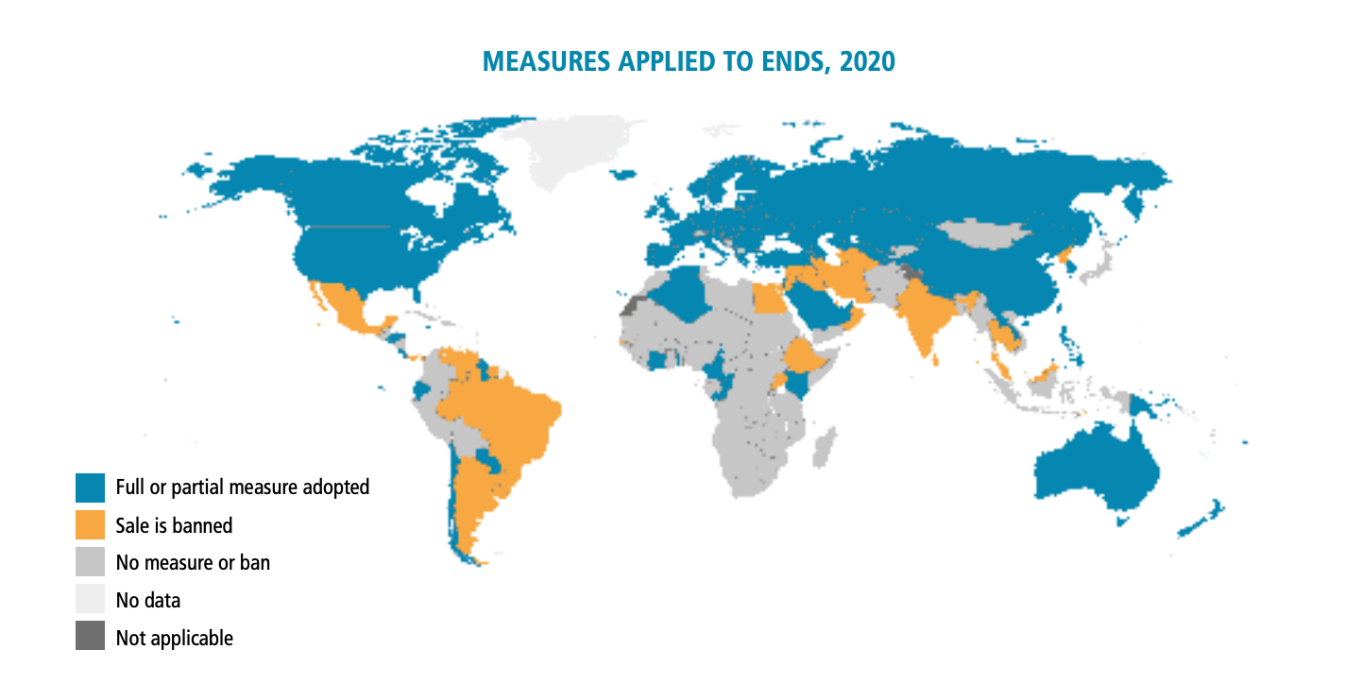 MEASURES APPLIED TO ENDS, 2020
Full or partial measure adopted
Sale is banned
No measure or ban
No data
Not applicable